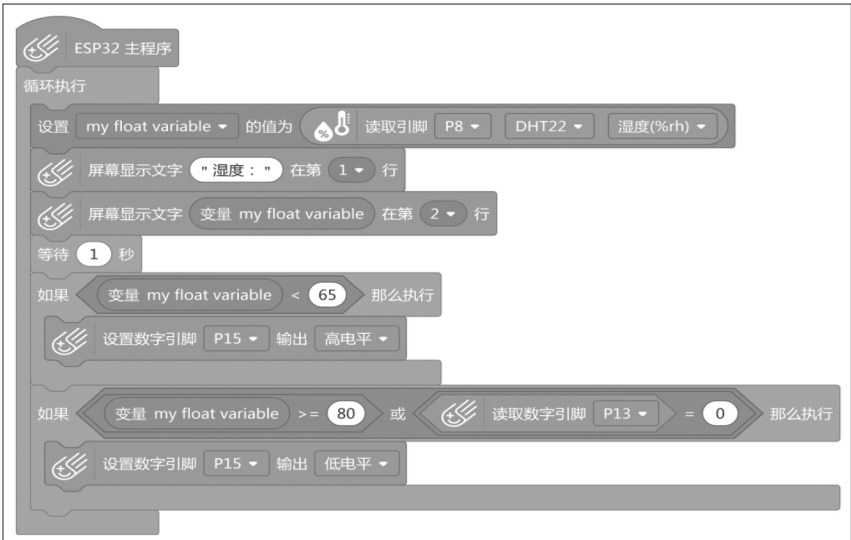 ESP32 主程序
循环执行
设置 my float variable 的值为 % 读取引脚 P8 DHT22 湿度(%rh)
屏幕显示文字 "湿度：" 在第 1 行
屏幕显示文字 变量 my float variable 在第 2 行
等待 1 秒
如果 变量 my float variable < 65 那么执行
设置数字引脚 P15 输出 高电平
如果 变量 my float variable >= 80 或 读取数字引脚 P13 = 0 那么执行
设置数字引脚 P15 输出 低电平